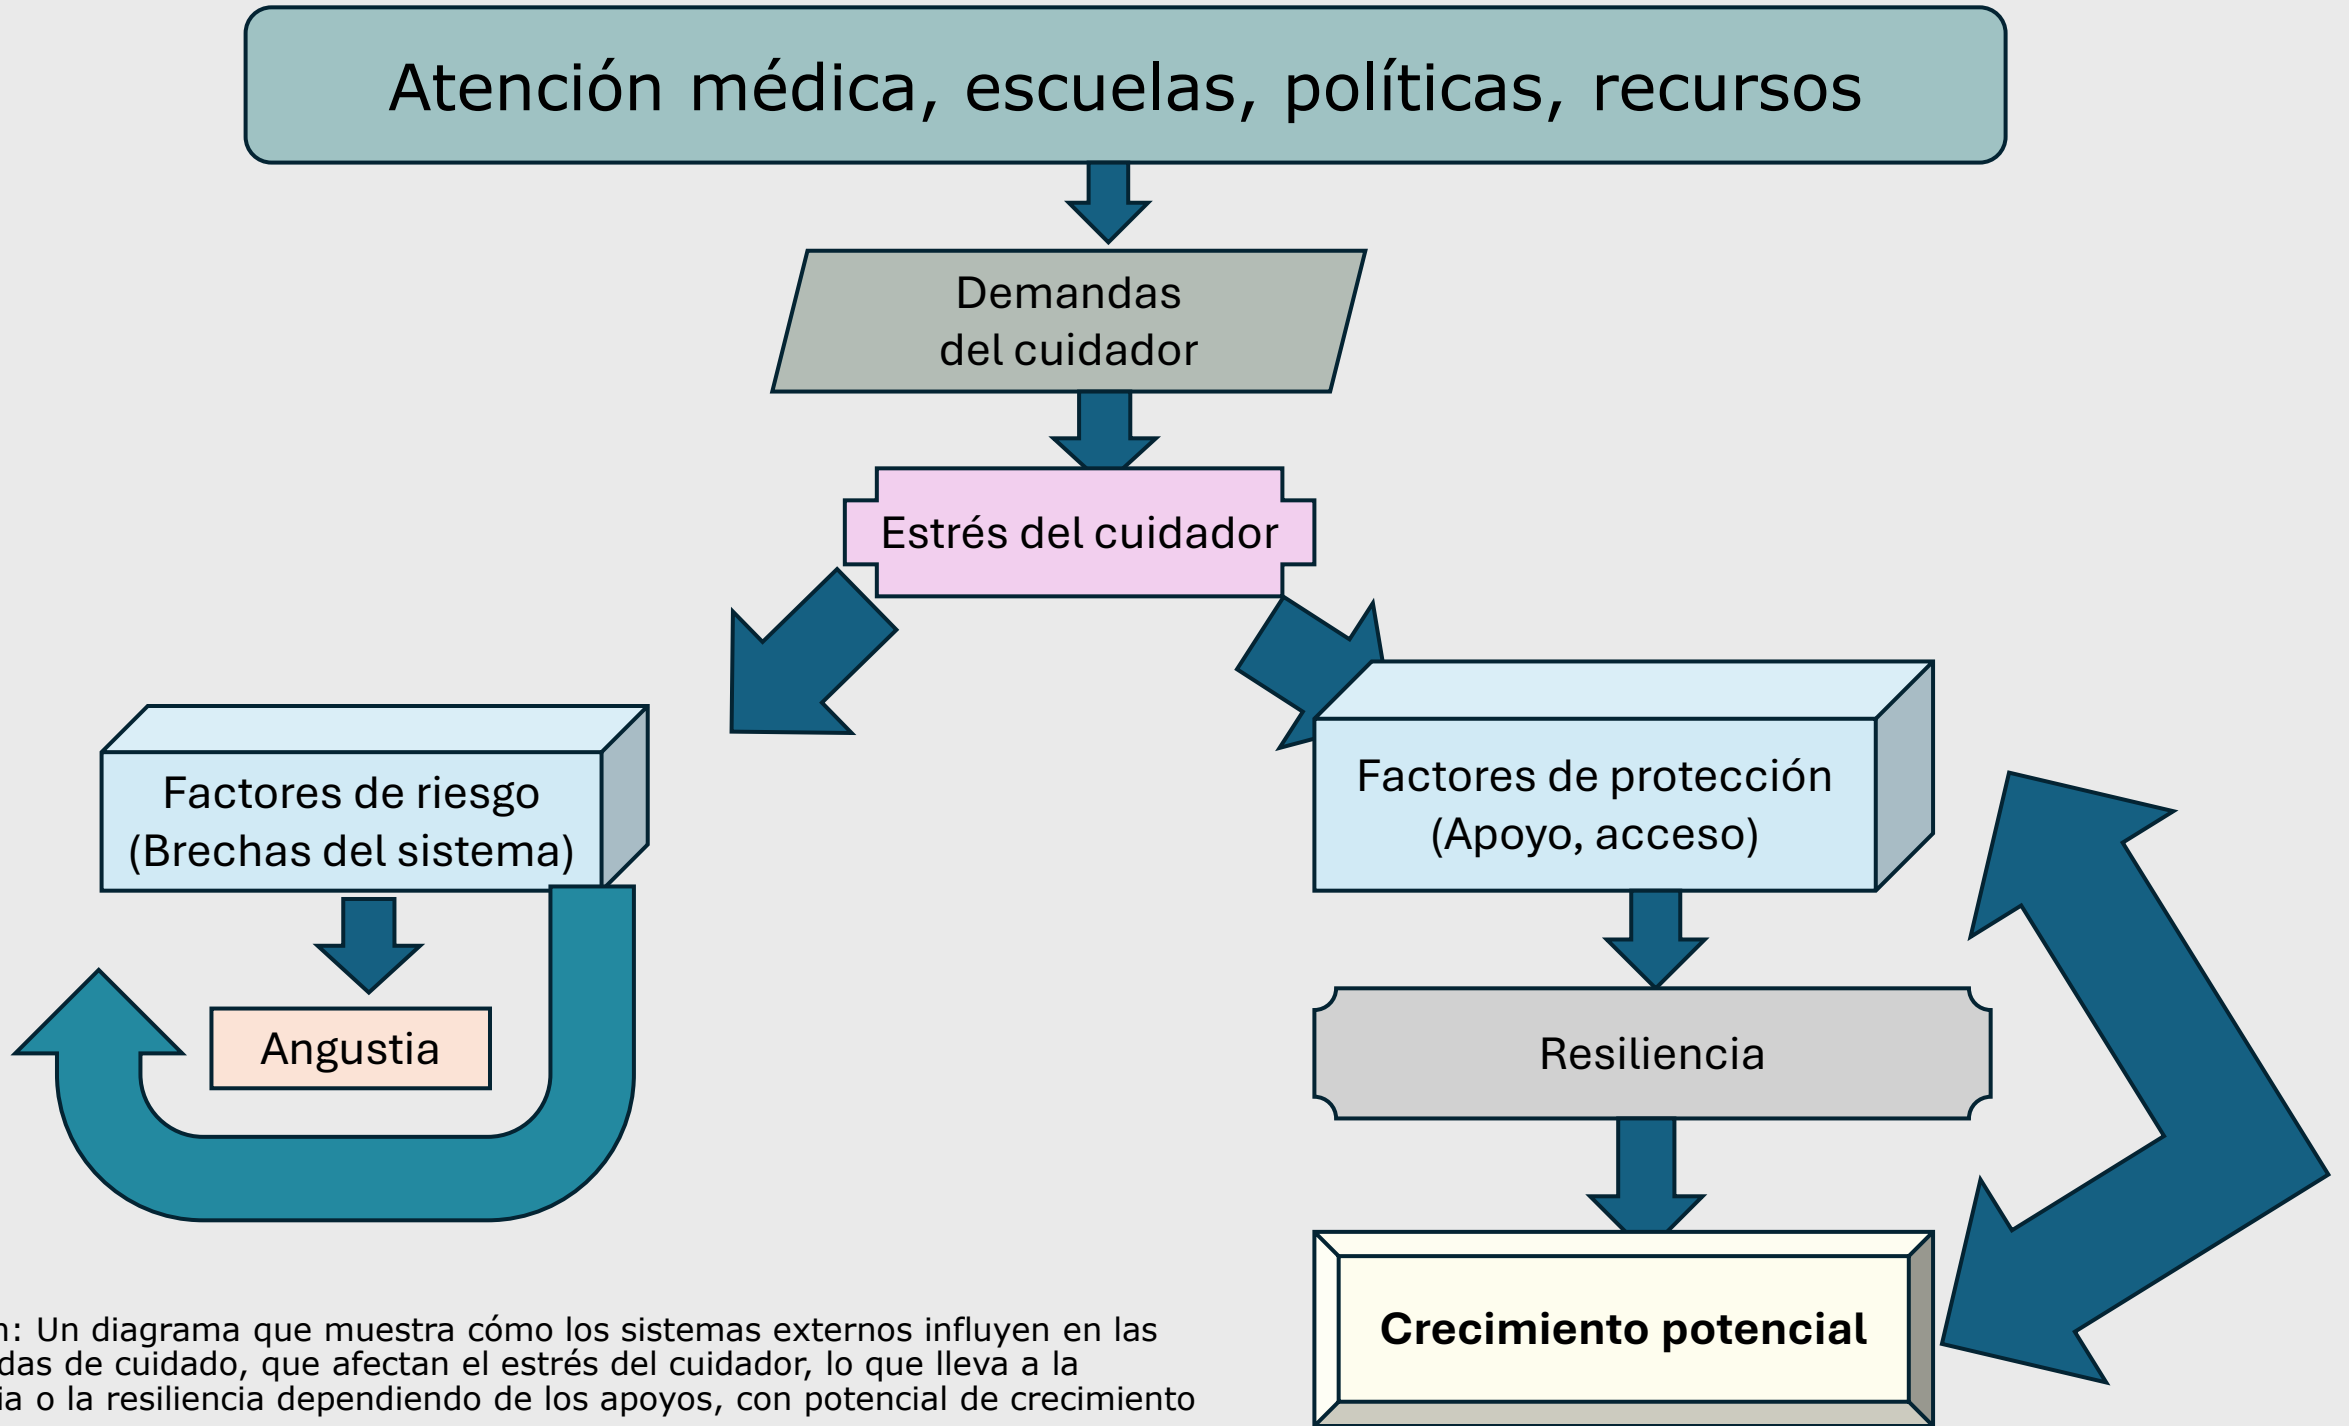 Atención médica, escuelas, políticas, recursos
Demandas
del cuidador
Estrés del cuidador
Factores de riesgo
(Brechas del sistema)
Factores de protección
(Apoyo, acceso)
Angustia
Resiliencia
Crecimiento potencial
Un diagrama que muestra cómo los sistemas externos influyen en las
de cuidado, que afectan el estrés del cuidador, lo que lleva a la
o la resiliencia dependiendo de los apoyos, con potencial de crecimiento